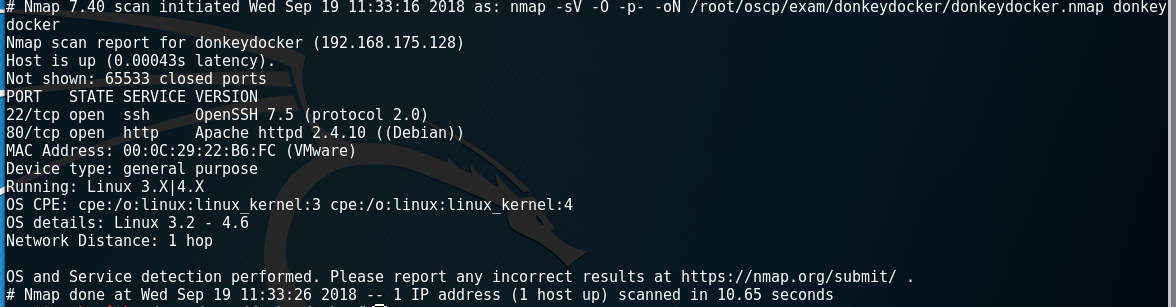 # Nmap 7.40 scan initiated Wed Sep 19 11:33:16 2018 as: nmap -sV -O -p- -oN /root/oscp/exam/donkeydocker/donkeydocker.nmap donkey
docker
Nmap scan report for donkeydocker (192.168.175.128)
Host is up (0.00043s latency).
Not shown: 65533 closed ports
PORT   STATE SERVICE VERSION
22/tcp open  ssh     OpenSSH 7.5 (protocol 2.0)
80/tcp open  http    Apache httpd 2.4.10 ((Debian))
MAC Address: 00:0C:29:22:B6:FC (VMware)
Device type: general purpose
Running: Linux 3.X|4.X
OS CPE: cpe:/o:linux:linux_kernel:3 cpe:/o:linux:linux_kernel:4
OS details: Linux 3.2 - 4.6
Network Distance: 1 hop
OS and Service detection performed. Please report any incorrect results at https://nmap.org/submit/ .
# Nmap done at Wed Sep 19 11:33:26 2018 -- 1 IP address (1 host up) scanned in 10.65 seconds